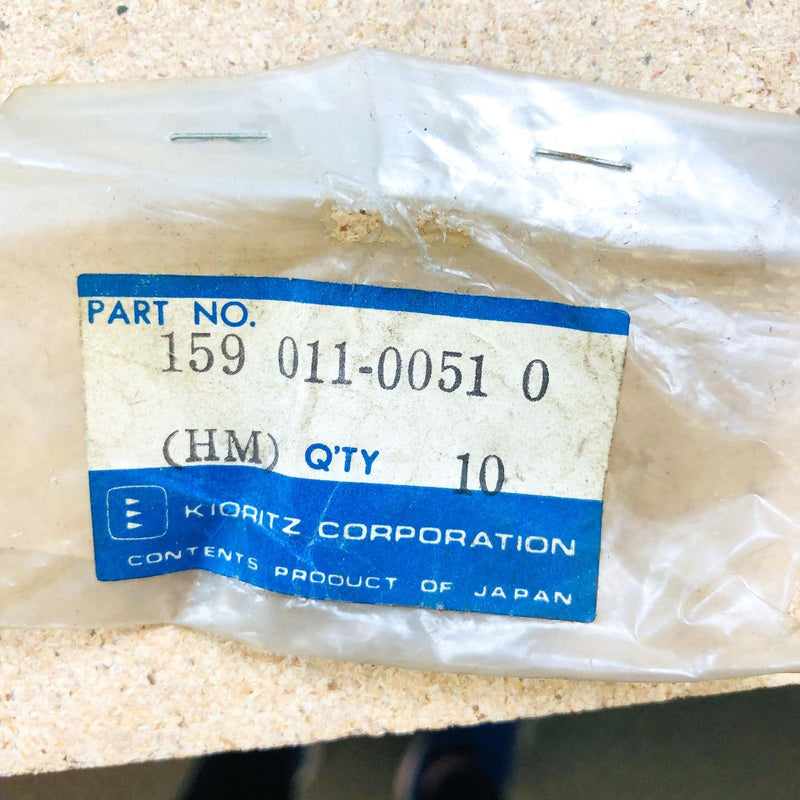 PART NO.
159 011-0051 0
(HM) Q'TY 10
KIORITZ CORPORATION
CONTENTS PRODUCT OF JAPAN